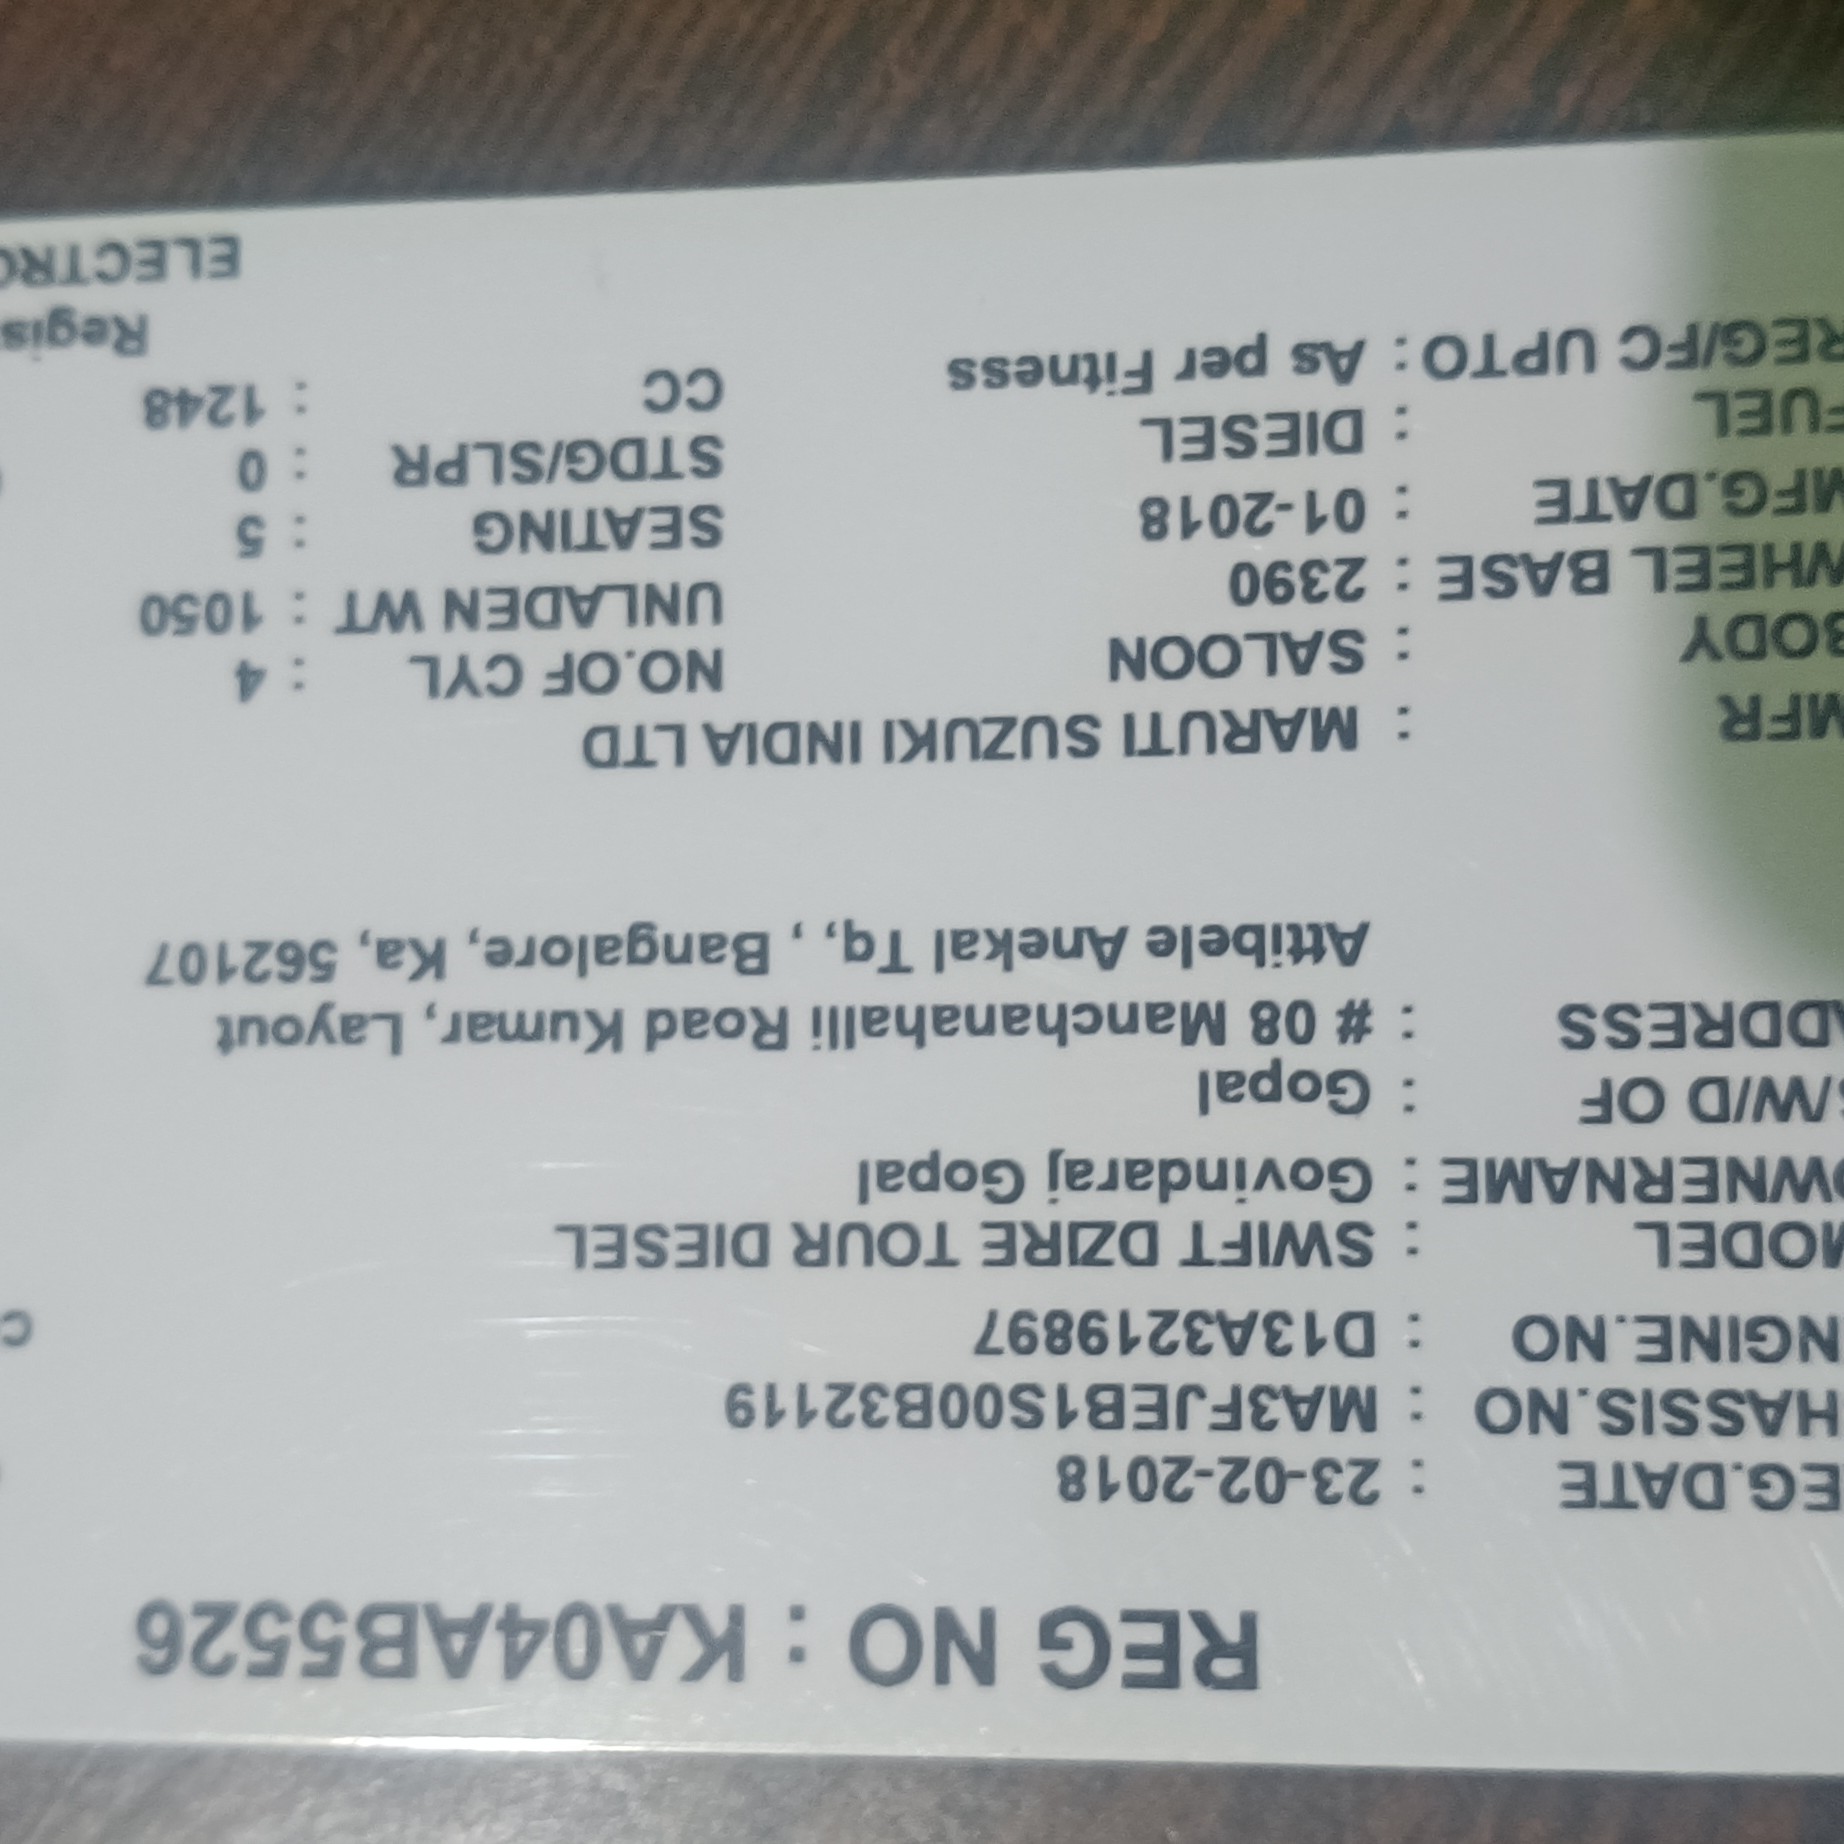 REG NO : KA04AB5526
EG.DATE : 23-02-2018
HASSIS.NO : MA3FJEB1S00B32119
NGINE.NO : D13A3219897
MODEL : SWIFT DZIRE TOUR DIESEL
OWNERNAME : Govindaraj Gopal
S/W/D OF : Gopal
ADDRESS : # 08 Manchanahalli Road Kumar, Layout
Attibele Anekal Tq, , Bangalore, Ka, 562107
MFR : MARUTI SUZUKI INDIA LTD
BODY : SALOON NO.OF CYL : 4
WHEEL BASE : 2390 UNLADEN WT : 1050
MFG.DATE : 01-2018 SEATING : 5
FUEL : DIESEL STDG/SLPR : 0
REG/FC UPTO : As per Fitness CC : 1248
Regis
ELECTRO